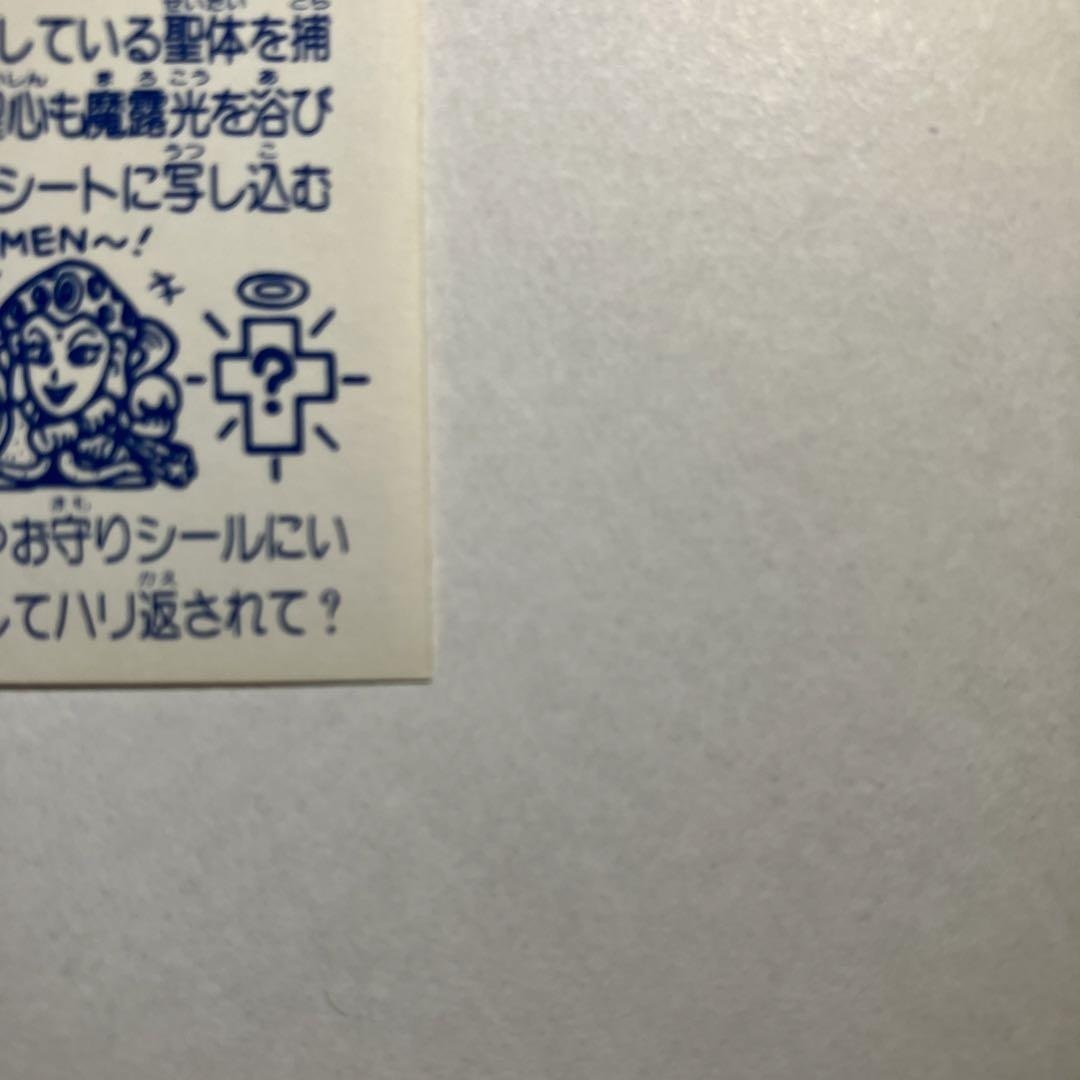 している聖体を捕
心も魔露光を浴び
シートに写し込む
MEN～!
?
お守りシールにい
してハリ返されて?